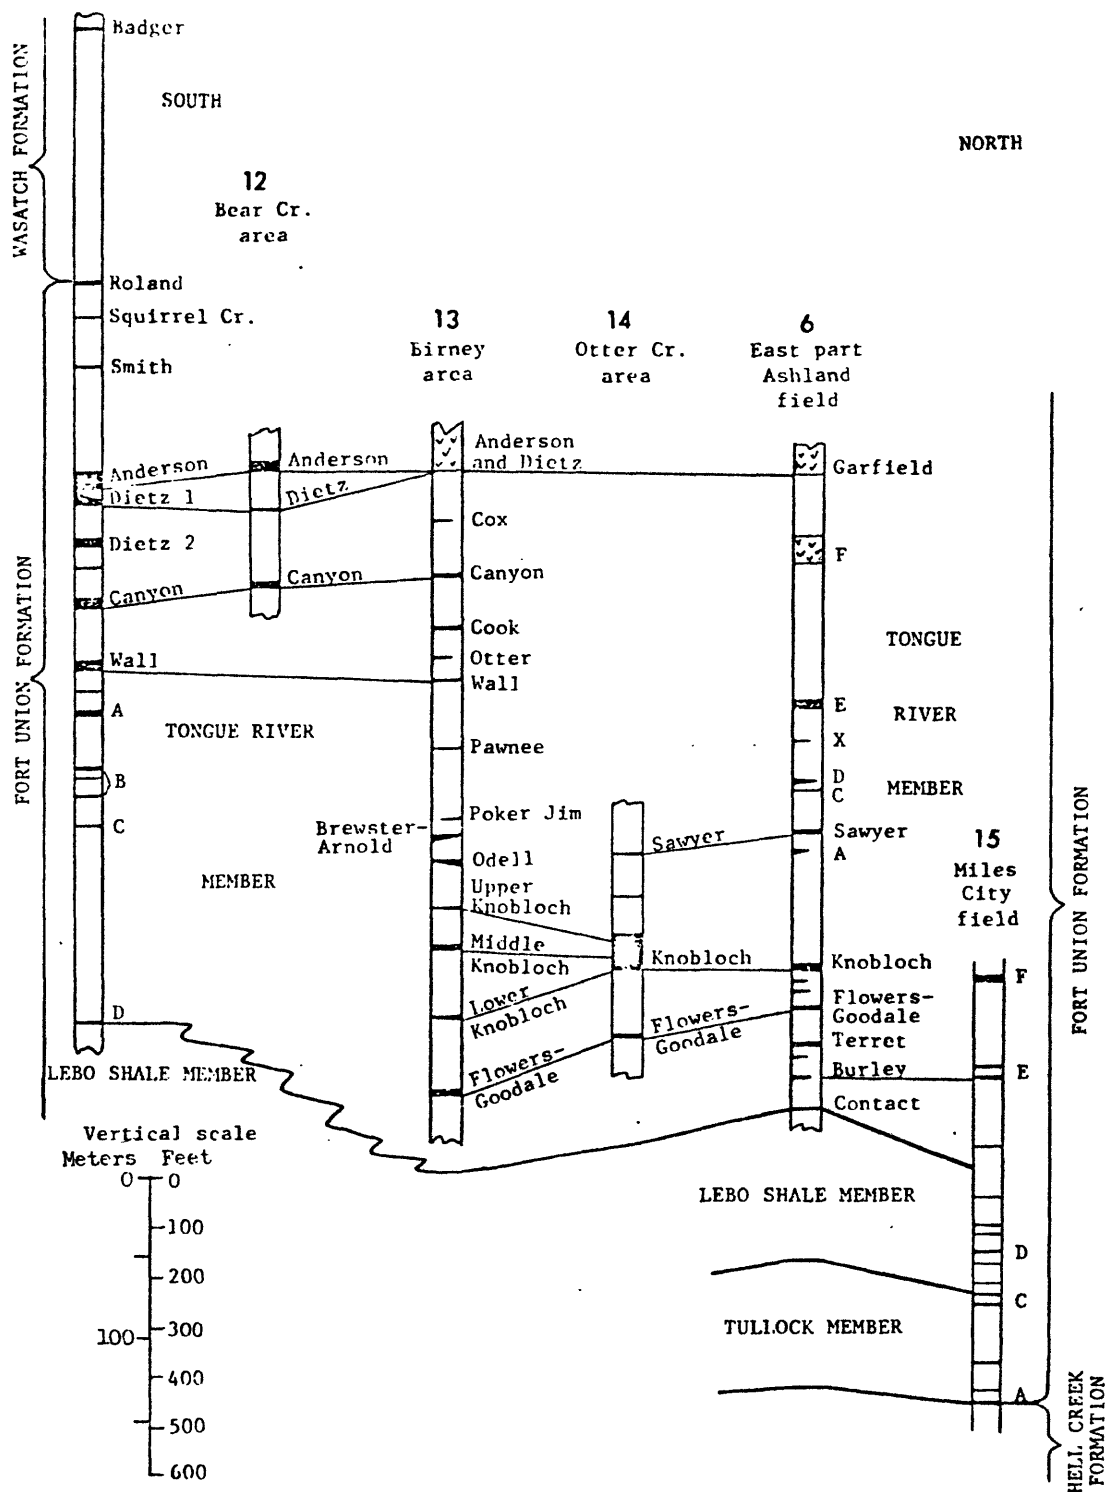 Badger
SOUTH
WASATCH FORMATION
NORTH
12
Bear Cr.
area
Roland
Squirrel Cr.
Smith
13
Birney
area
14
Otter Cr.
area
6
East part
Ashland
field
Anderson
Dietz 1
Dietz 2
Canyon
Wall
A
B
C
D
Anderson
Dietz
Canyon
Anderson
and Dietz
Cox
Canyon
Cook
Otter
Wall
Pawnee
Poker Jim
Brewster-
Arnold
Odell
Upper
Knobloch
Middle
Knobloch
Lower
Knobloch
Flowers-
Goodale
Sawyer
Knobloch
Flowers-
Goodale
Garfield
F
E
X
D
C
Sawyer
A
Knobloch
Flowers-
Goodale
Terret
Burley
Contact
TONGUE
RIVER
MEMBER
15
Miles
City
field
F
E
D
C
A
FORT UNION FORMATION
TONGUE RIVER
MEMBER
LEBO SHALE MEMBER
FORT UNION FORMATION
LEBO SHALE MEMBER
TULLOCK MEMBER
HELL CREEK
FORMATION
Vertical scale
Meters Feet
0 0
100
200
100 300
400
500
600